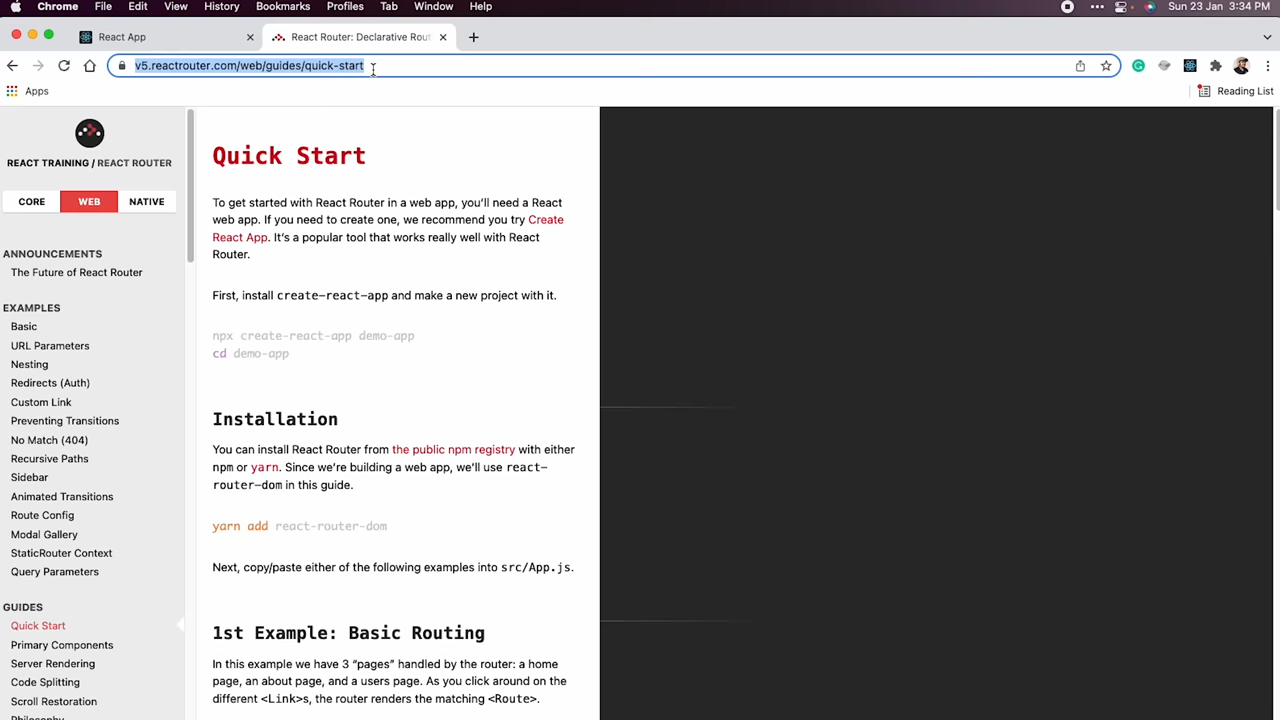 Chrome File Edit View History Bookmarks Profiles Tab Window Help Sun 23 Jan 3:34 PM
React App React Router: Declarative Rout
v5.reactrouter.com/web/guides/quick-start
Apps Reading List
REACT TRAINING / REACT ROUTER
CORE WEB NATIVE
ANNOUNCEMENTS
The Future of React Router
EXAMPLES
Basic
URL Parameters
Nesting
Redirects (Auth)
Custom Link
Preventing Transitions
No Match (404)
Recursive Paths
Sidebar
Animated Transitions
Route Config
Modal Gallery
StaticRouter Context
Query Parameters
GUIDES
Quick Start
Primary Components
Server Rendering
Code Splitting
Scroll Restoration
Philosophy
Quick Start
To get started with React Router in a web app, you’ll need a React
web app. If you need to create one, we recommend you try Create
React App. It’s a popular tool that works really well with React
Router.
First, install create-react-app and make a new project with it.
npx create-react-app demo-app
cd demo-app
Installation
You can install React Router from the public npm registry with either
npm or yarn. Since we’re building a web app, we’ll use react-
router-dom in this guide.
yarn add react-router-dom
Next, copy/paste either of the following examples into src/App.js.
1st Example: Basic Routing
In this example we have 3 “pages” handled by the router: a home
page, an about page, and a users page. As you click around on the
different <Link>s, the router renders the matching <Route>.